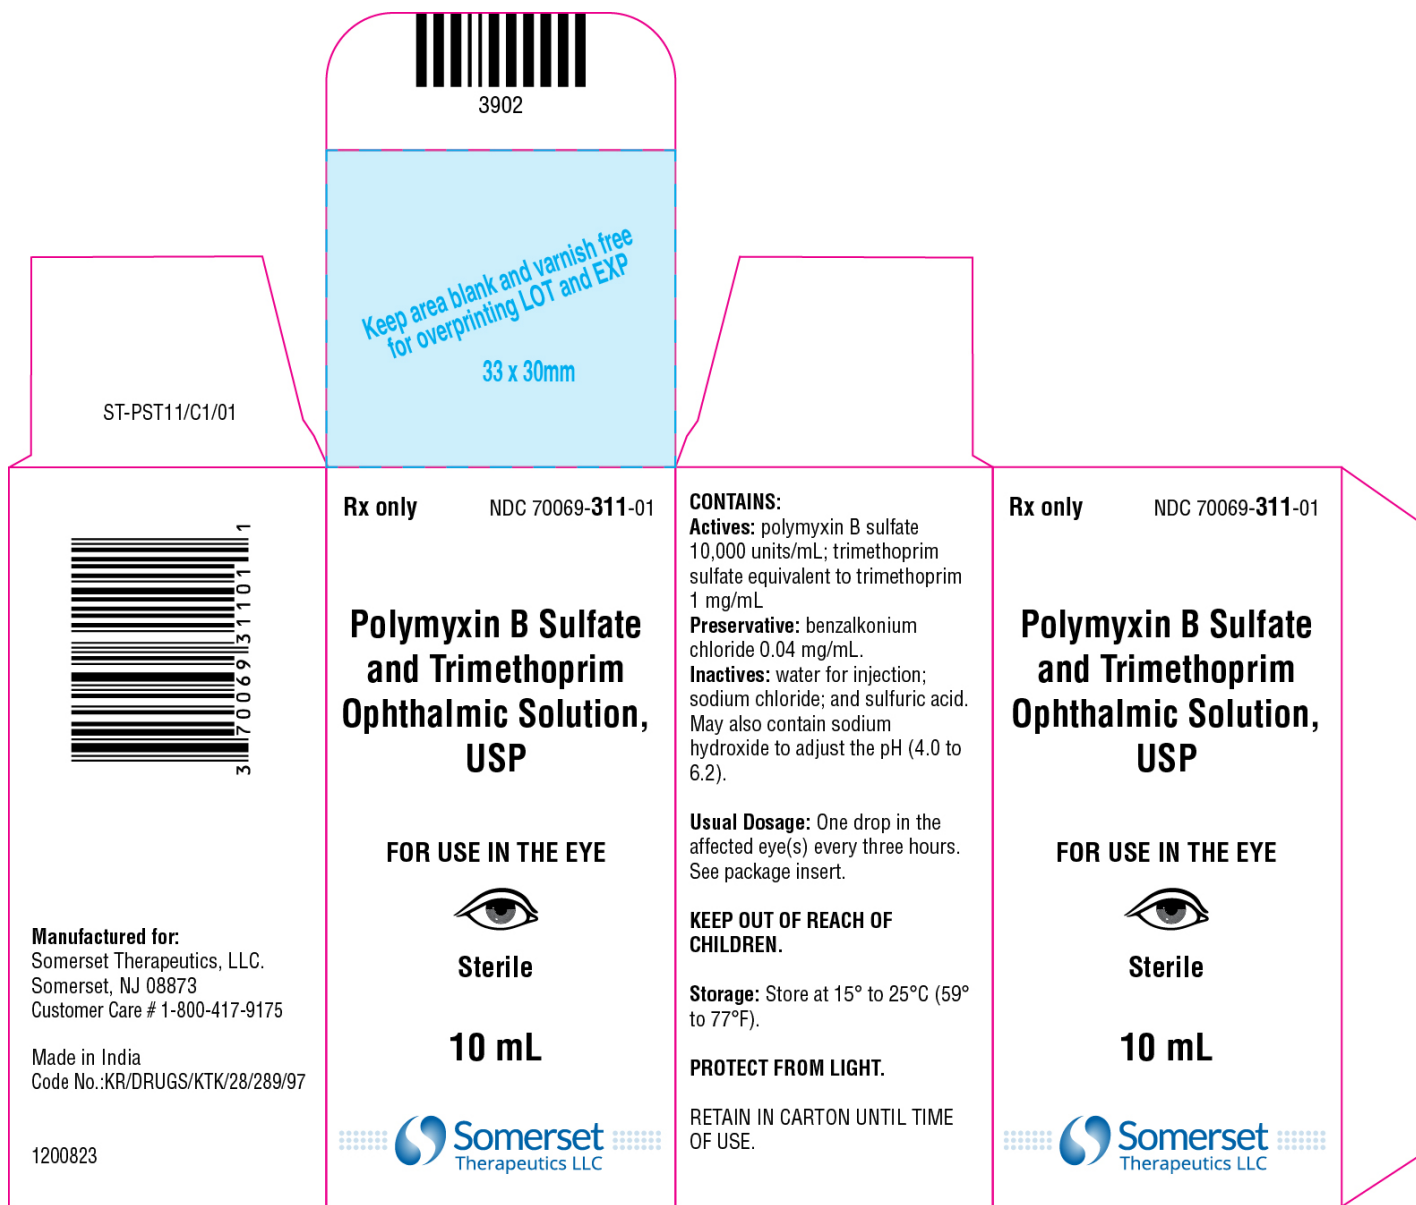 3902
Keep area blank and varnish free
for overprinting LOT and EXP
33 x 30mm
ST-PST11/C1/01
3 70069 31101 1
Manufactured for:
Somerset Therapeutics, LLC.
Somerset, NJ 08873
Customer Care # 1-800-417-9175
Made in India
Code No.:KR/DRUGS/KTK/28/289/97
1200823
Rx only NDC 70069-311-01
Polymyxin B Sulfate
and Trimethoprim
Ophthalmic Solution,
USP
FOR USE IN THE EYE
Sterile
10 mL
Somerset
Therapeutics LLC
CONTAINS:
Actives: polymyxin B sulfate
10,000 units/mL; trimethoprim
sulfate equivalent to trimethoprim
1 mg/mL
Preservative: benzalkonium
chloride 0.04 mg/mL.
Inactives: water for injection;
sodium chloride; and sulfuric acid.
May also contain sodium
hydroxide to adjust the pH (4.0 to
6.2).
Usual Dosage: One drop in the
affected eye(s) every three hours.
See package insert.
KEEP OUT OF REACH OF
CHILDREN.
Storage: Store at 15° to 25°C (59°
to 77°F).
PROTECT FROM LIGHT.
RETAIN IN CARTON UNTIL TIME
OF USE.
Rx only NDC 70069-311-01
Polymyxin B Sulfate
and Trimethoprim
Ophthalmic Solution,
USP
FOR USE IN THE EYE
Sterile
10 mL
Somerset
Therapeutics LLC